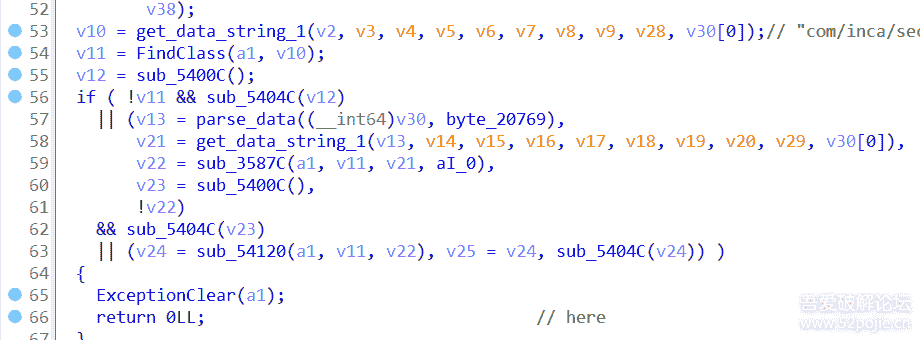 52 v38);
53 v10 = get_data_string_1(v2, v3, v4, v5, v6, v7, v8, v9, v28, v30[0]);// "com/inca/sec
54 v11 = FindClass(a1, v10);
55 v12 = sub_5400C();
56 if ( !v11 && sub_5404C(v12)
57 || (v13 = parse_data((__int64)v30, byte_20769),
58 v21 = get_data_string_1(v13, v14, v15, v16, v17, v18, v19, v20, v29, v30[0]),
59 v22 = sub_3587C(a1, v11, v21, aI_0),
60 v23 = sub_5400C(),
61 !v22)
62 && sub_5404C(v23)
63 || (v24 = sub_54120(a1, v11, v22), v25 = v24, sub_5404C(v24)) )
64 {
65 ExceptionClear(a1);
66 return 0LL; // here
67 }
吾爱破解论坛
www.52pojie.cn